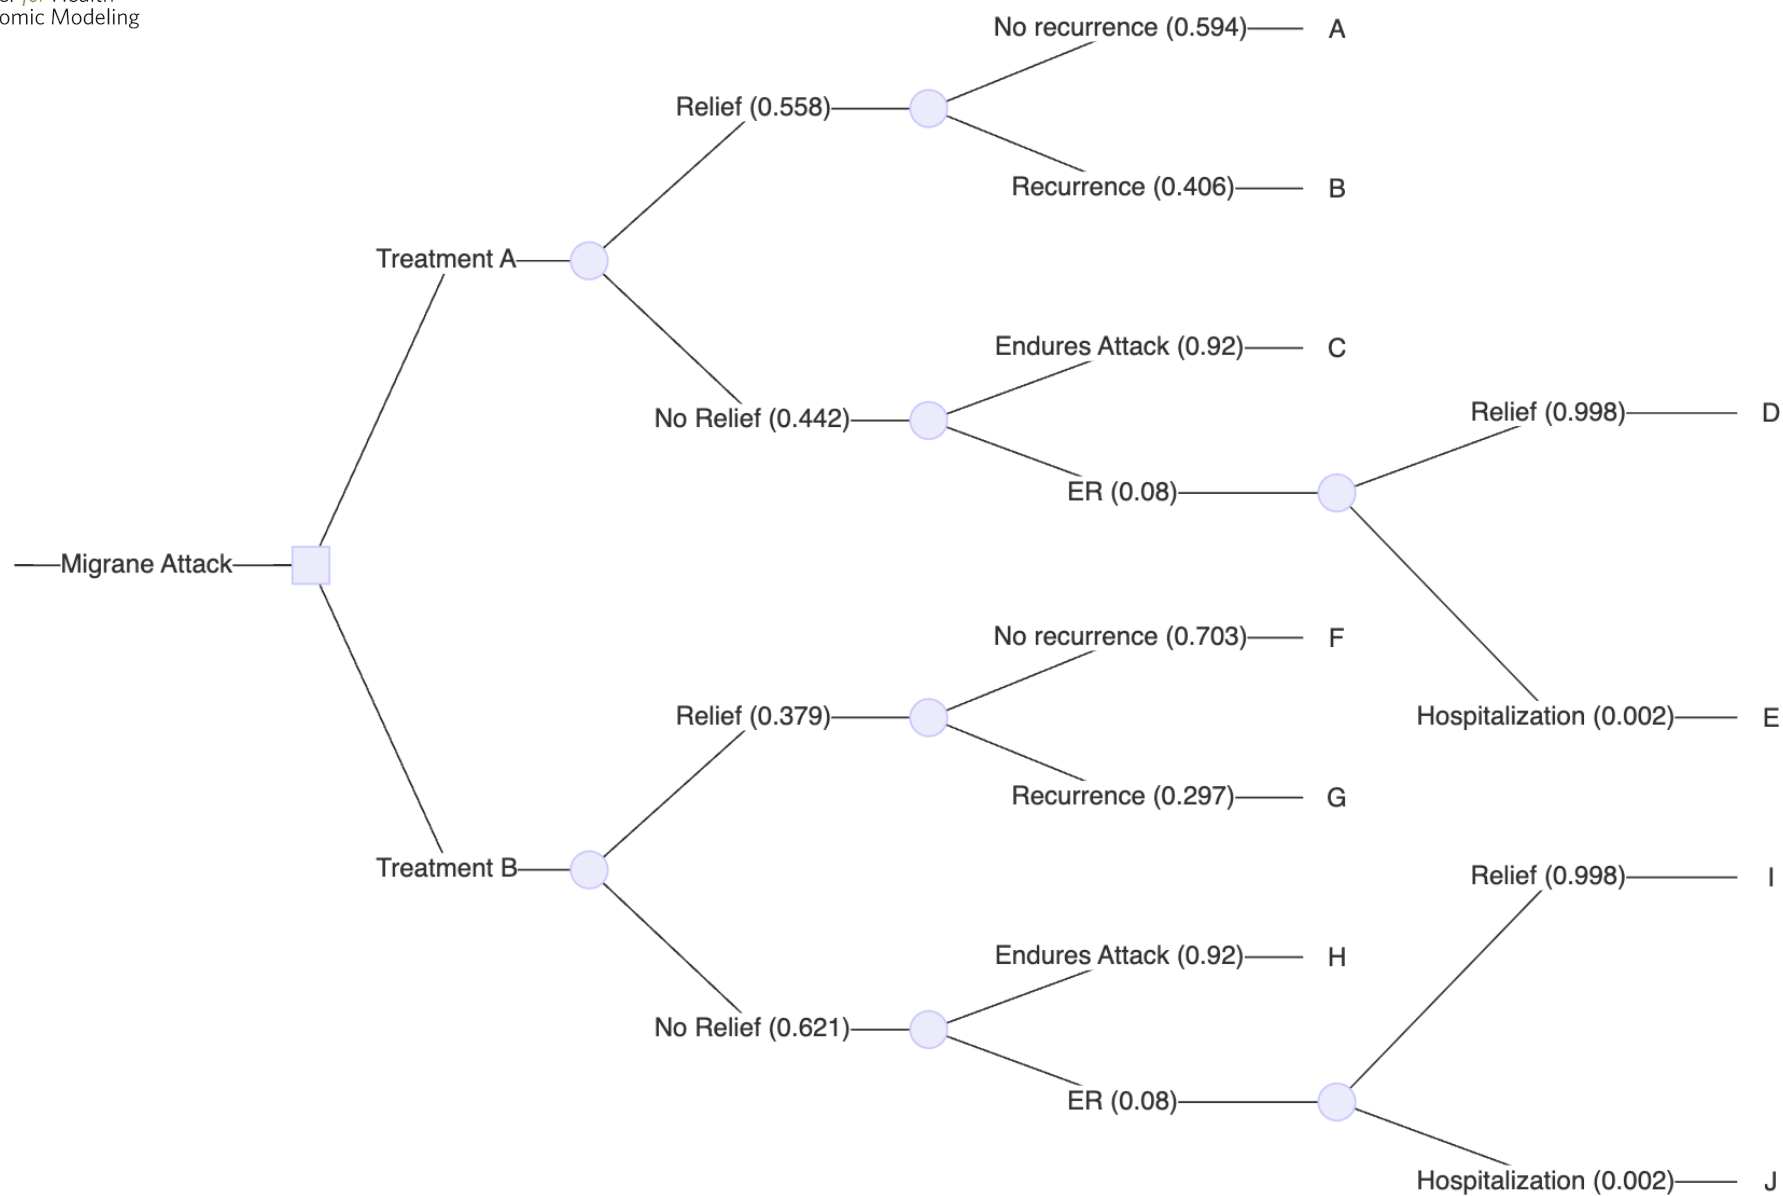 for Health
omic Modeling
No recurrence (0.594)
A
Relief (0.558)
Recurrence (0.406)
B
Treatment A
Endures Attack (0.92)
C
No Relief (0.442)
Relief (0.998)
D
ER (0.08)
Migrane Attack
No recurrence (0.703)
F
Relief (0.379)
Hospitalization (0.002)
E
Recurrence (0.297)
G
Treatment B
Relief (0.998)
I
Endures Attack (0.92)
H
No Relief (0.621)
ER (0.08)
Hospitalization (0.002)
J